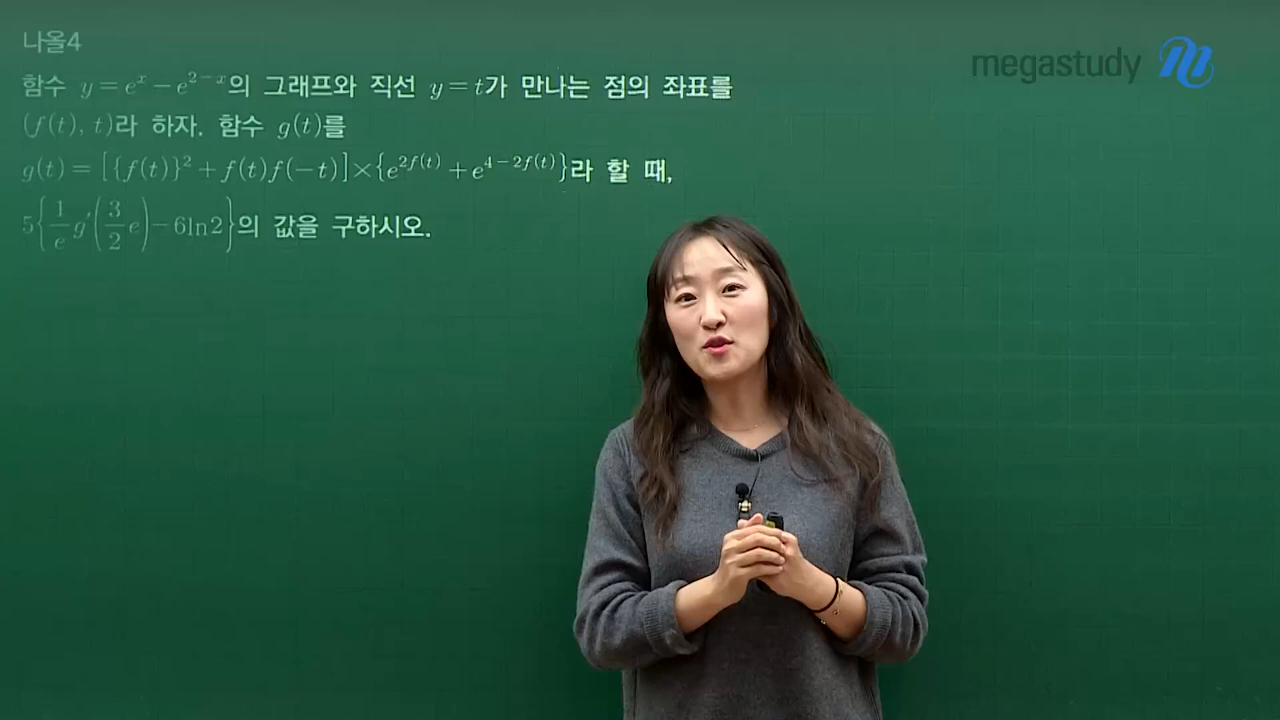 나올4
megastudy
함수 y=e^x-e^{2-x}의 그래프와 직선 y=t가 만나는 점의 좌표를
(f(t), t)라 하자. 함수 g(t)를
g(t)=[{f(t)}^2+f(t)f(-t)]×{e^{2f(t)}+e^{4-2f(t)}}라 할 때,
5{\frac{1}{e}g'(\frac{3}{2}e)-6ln2}의 값을 구하시오.